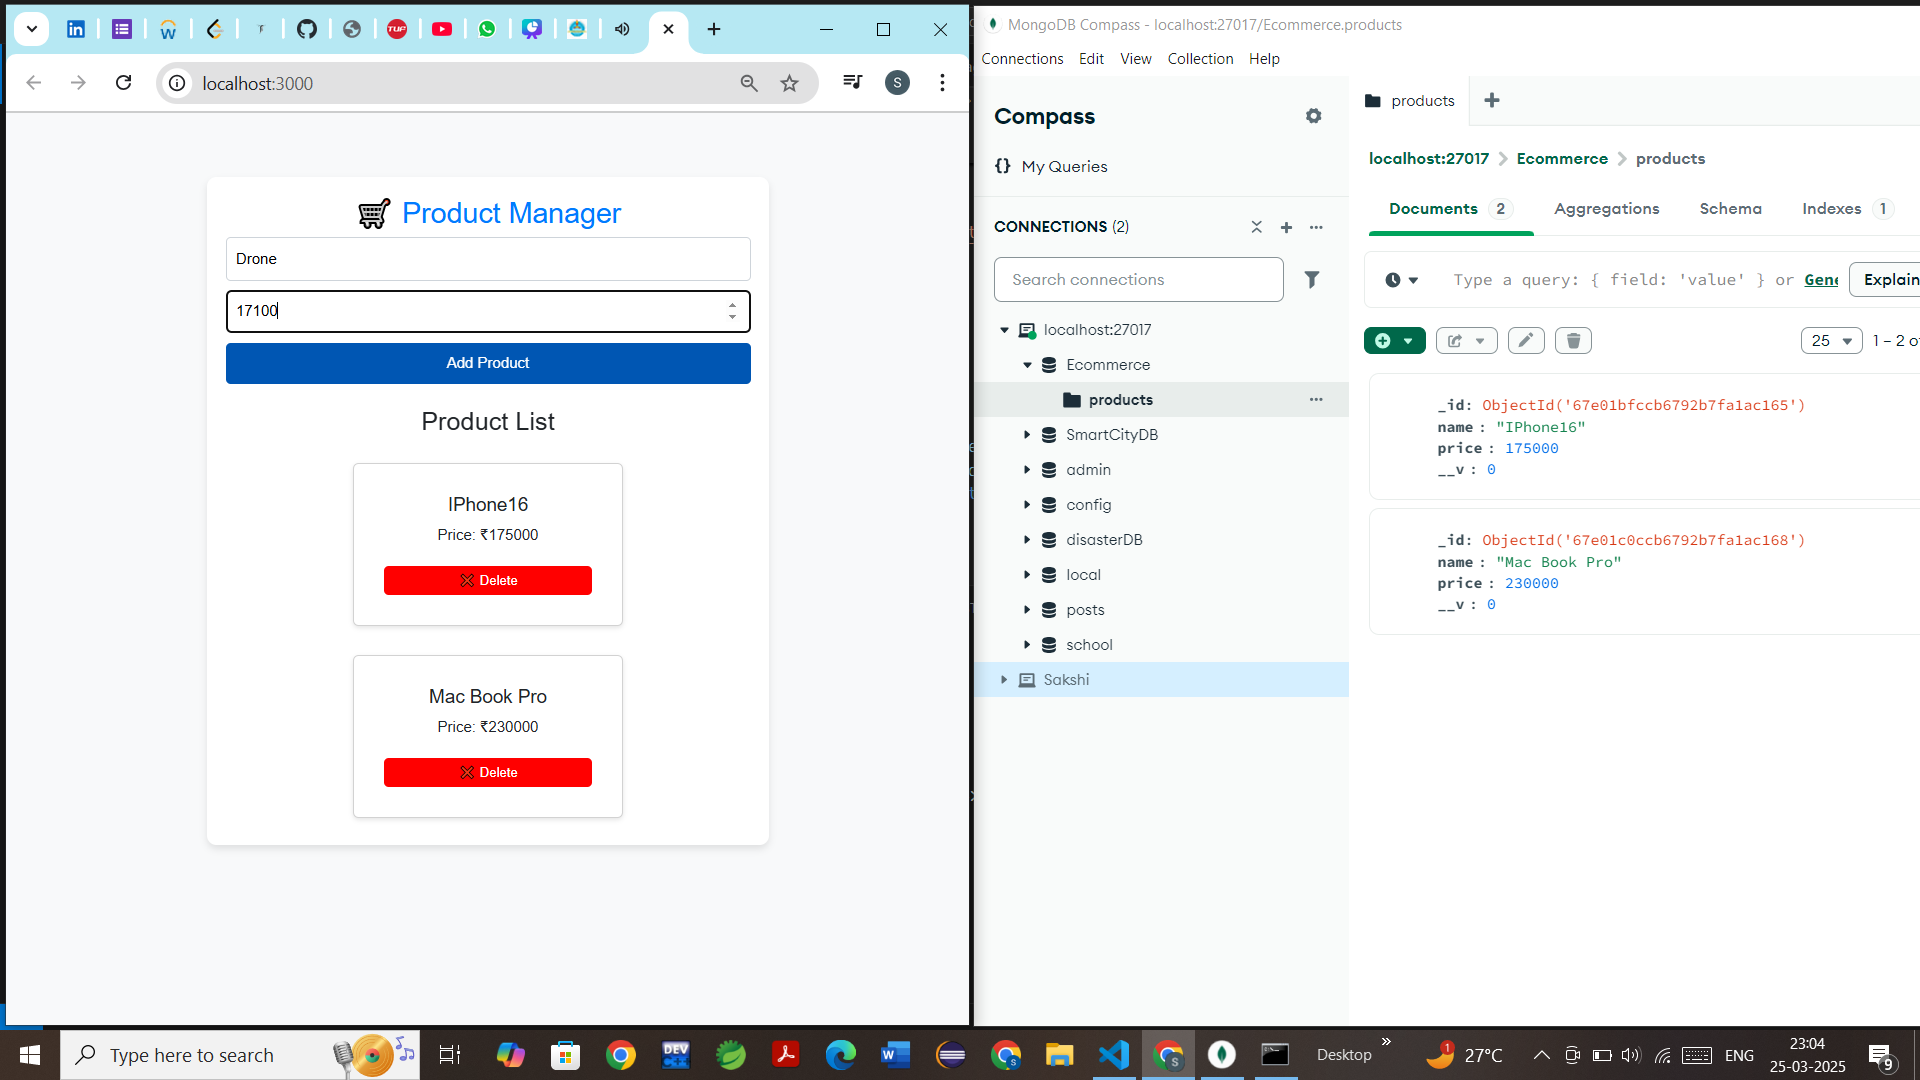 localhost:3000
S
Product Manager
Drone
17100
Add Product
Product List
IPhone16
Price: ₹175000
Delete
Mac Book Pro
Price: ₹230000
Delete
MongoDB Compass - localhost:27017/Ecommerce.products
Connections Edit View Collection Help
Compass
{} My Queries
CONNECTIONS (2)
Search connections
localhost:27017
Ecommerce
products
SmartCityDB
admin
config
disasterDB
local
posts
school
Sakshi
products
localhost:27017 > Ecommerce > products
Documents 2 Aggregations Schema Indexes 1
Type a query: { field: 'value' } or Gene Explain
25 1 – 2 o
_id: ObjectId('67e01bfccb6792b7fa1ac165')
name : "IPhone16"
price : 175000
__v : 0
_id: ObjectId('67e01c0ccb6792b7fa1ac168')
name : "Mac Book Pro"
price : 230000
__v : 0
Type here to search
DEV C++
Desktop
1
27°C
ENG
23:04
25-03-2025
9